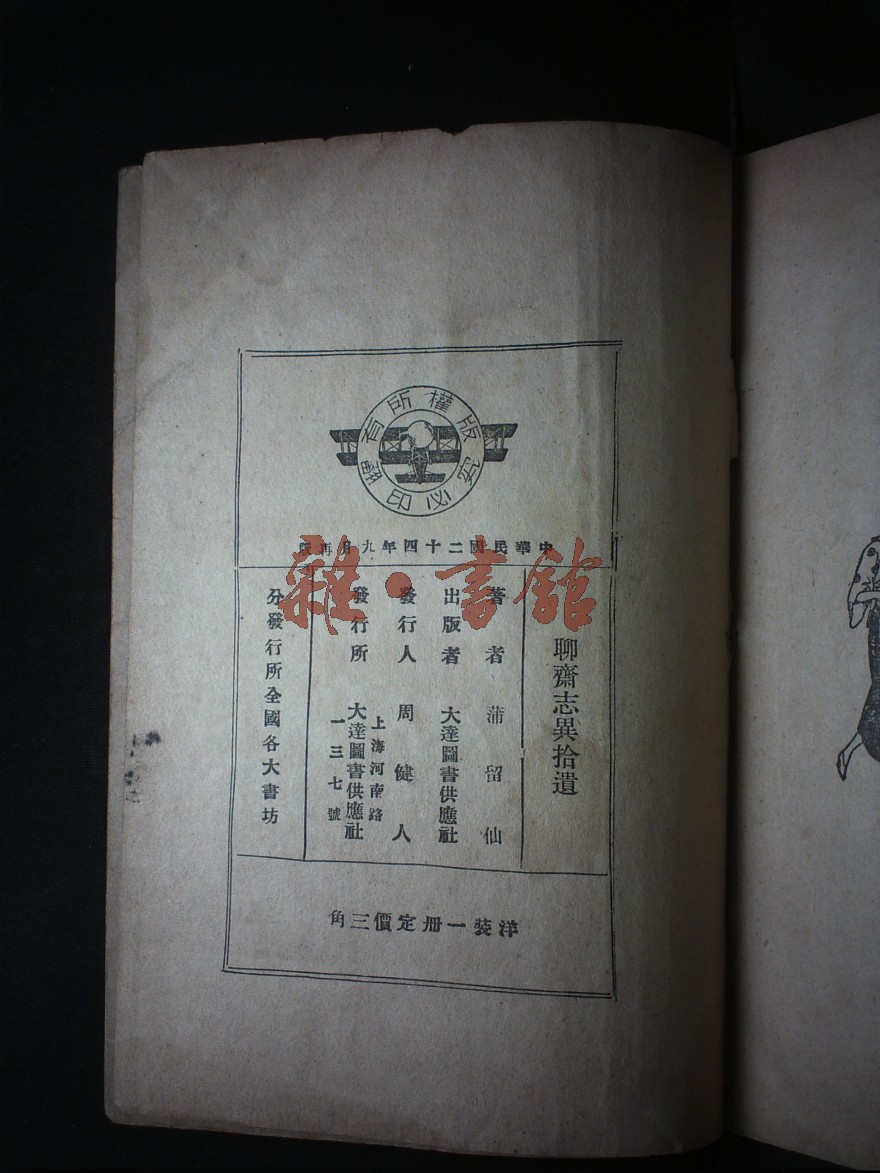 版權所有
翻印必究
中華民國二十四年九月再版
聊齋志異拾遺
著者 蒲留仙
出版者 大達圖書供應社
發行人 周健人
發行所 大達圖書供應社
上海河南路
一三七號
分發行所全國各大書坊
洋裝一冊定價三角
雜·書館